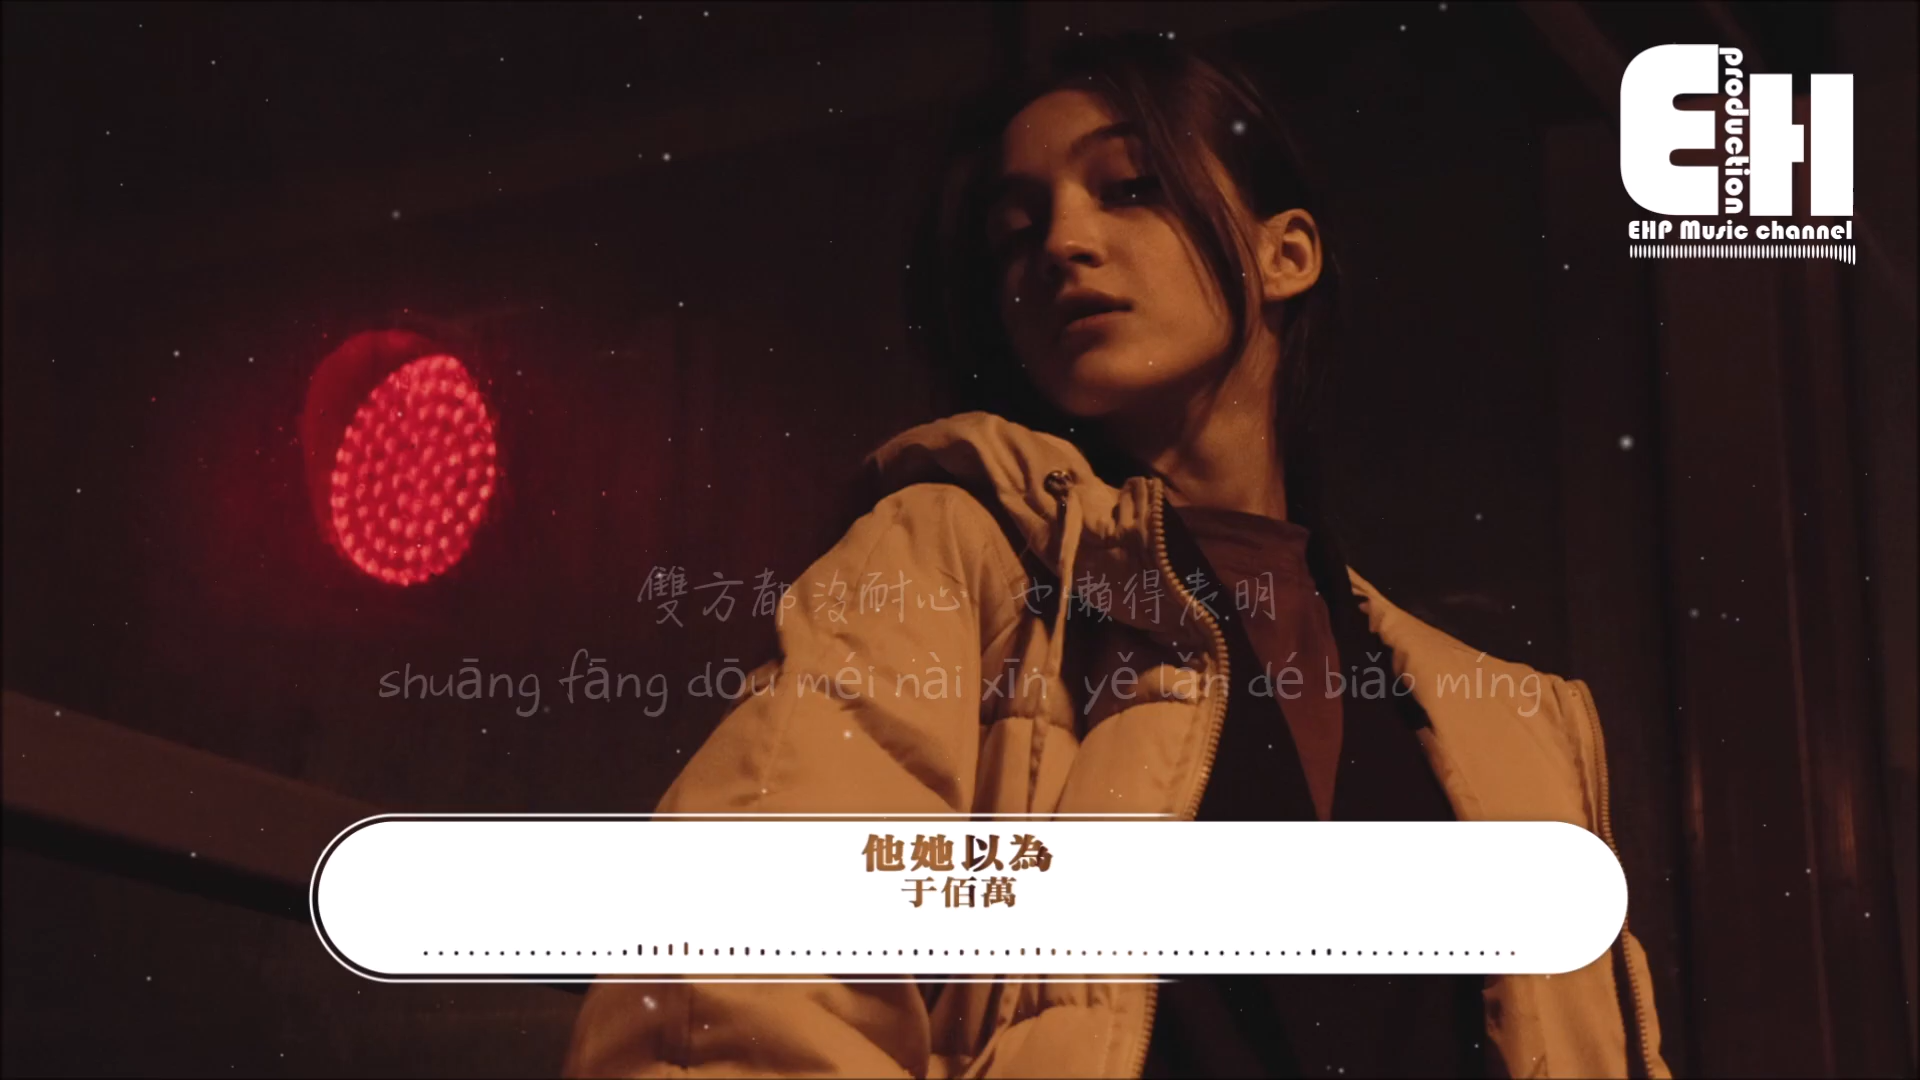 EH
production
EHP Music channel
雙方都沒耐心 也懶得表明
shuāng fāng dōu méi nài xīn yě lǎn dé biǎo míng
他她以為
于佰萬